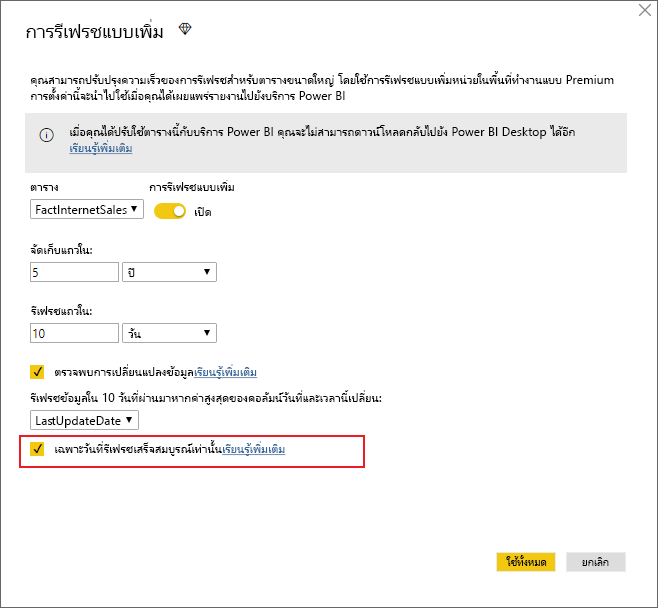 การรีเฟรชแบบเพิ่ม
คุณสามารถปรับปรุงความเร็วของการรีเฟรชสำหรับตารางขนาดใหญ่ โดยใช้การรีเฟรชแบบเพิ่มหน่วยในพื้นที่ทำงานแบบ Premium
การตั้งค่านี้จะนำไปใช้เมื่อคุณได้เผยแพร่รายงานไปยังบริการ Power BI
เมื่อคุณได้ปรับใช้ตารางนี้กับบริการ Power BI คุณจะไม่สามารถดาวน์โหลดกลับไปยัง Power BI Desktop ได้อีก
เรียนรู้เพิ่มเติม
ตาราง การรีเฟรชแบบเพิ่ม
FactInternetSales เปิด
จัดเก็บแถวใน:
5 ปี
รีเฟรชแถวใน:
10 วัน
ตรวจพบการเปลี่ยนแปลงข้อมูลเรียนรู้เพิ่มเติม
รีเฟรชข้อมูลใน 10 วันที่ผ่านมาหากค่าสูงสุดของคอลัมน์วันที่และเวลานี้เปลี่ยน:
LastUpdateDate
เฉพาะวันที่รีเฟรชเสร็จสมบูรณ์เท่านั้นเรียนรู้เพิ่มเติม
ใช้ทั้งหมด ยกเลิก